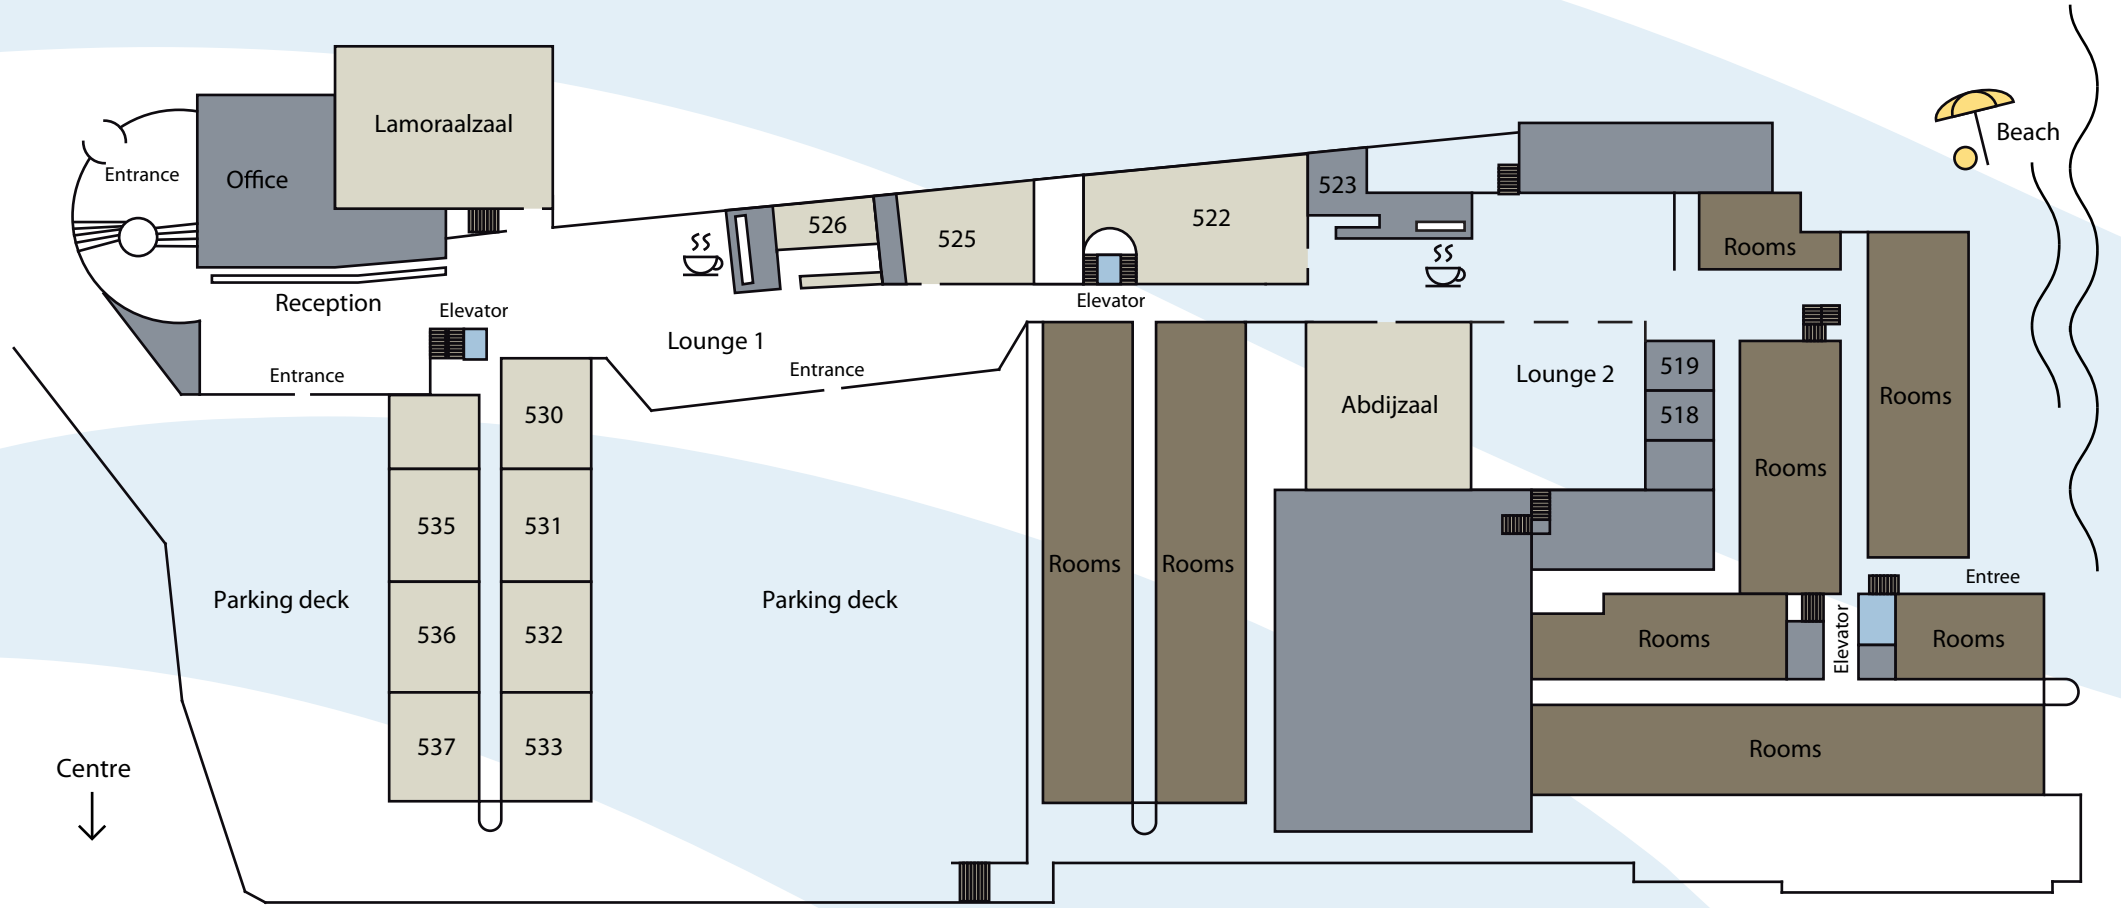 Lamoraalzaal
Office
Entrance
Beach
523
526
525
522
Rooms
Reception
Elevator
Elevator
Lounge 1
Entrance
Entrance
Abdijzaal
Lounge 2
519
518
Rooms
Rooms
530
535
531
Rooms
Rooms
Entree
Parking deck
Parking deck
536
532
Rooms
Elevator
Rooms
537
533
Rooms
Centre